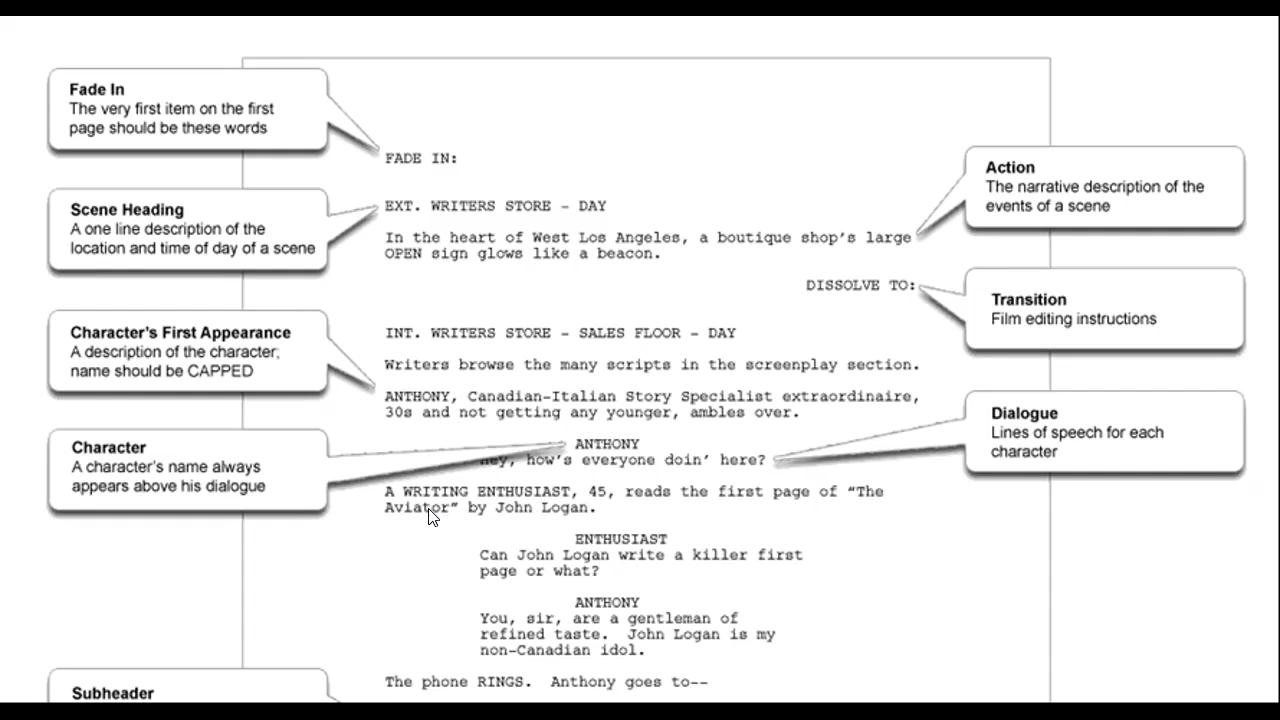 Fade In
The very first item on the first
page should be these words
FADE IN:
Scene Heading
A one line description of the
location and time of day of a scene
EXT. WRITERS STORE - DAY
Action
The narrative description of the
events of a scene
In the heart of West Los Angeles, a boutique shop's large
OPEN sign glows like a beacon.
DISSOLVE TO:
Transition
Film editing instructions
Character's First Appearance
A description of the character,
name should be CAPPED
INT. WRITERS STORE - SALES FLOOR - DAY
Writers browse the many scripts in the screenplay section.
ANTHONY, Canadian-Italian Story Specialist extraordinaire,
30s and not getting any younger, ambles over.
Dialogue
Lines of speech for each
character
Character
A character's name always
appears above his dialogue
ANTHONY
hey, how's everyone doin' here?
A WRITING ENTHUSIAST, 45, reads the first page of “The
Aviator” by John Logan.
ENTHUSIAST
Can John Logan write a killer first
page or what?
ANTHONY
You, sir, are a gentleman of
refined taste. John Logan is my
non-Canadian idol.
The phone RINGS. Anthony goes to--
Subheader